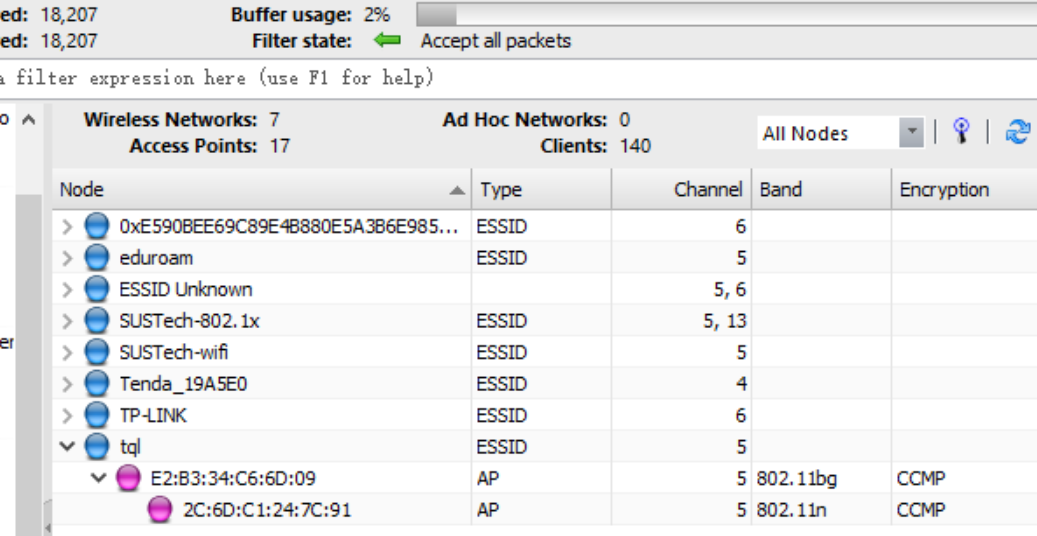 ed: 18,207 Buffer usage: 2%
ed: 18,207 Filter state: Accept all packets
a filter expression here (use F1 for help)
o Wireless Networks: 7 Ad Hoc Networks: 0 All Nodes
Access Points: 17 Clients: 140
Node Type Channel Band Encryption
0xE590BEE69C89E4B880E5A3B6E985... ESSID 6
eduroam ESSID 5
ESSID Unknown 5, 6
SUSTech-802.1x ESSID 5, 13
er
SUSTech-wifi ESSID 5
Tenda_19A5E0 ESSID 4
TP-LINK ESSID 6
tql ESSID 5
E2:B3:34:C6:6D:09 AP 5 802.11bg CCMP
2C:6D:C1:24:7C:91 AP 5 802.11n CCMP